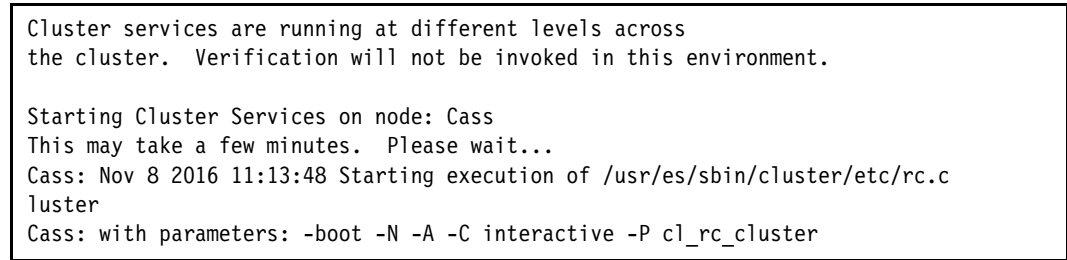 Cluster services are running at different levels across
the cluster.  Verification will not be invoked in this environment.
Starting Cluster Services on node: Cass
This may take a few minutes.  Please wait...
Cass: Nov 8 2016 11:13:48 Starting execution of /usr/es/sbin/cluster/etc/rc.c
luster
Cass: with parameters: -boot -N -A -C interactive -P cl_rc_cluster